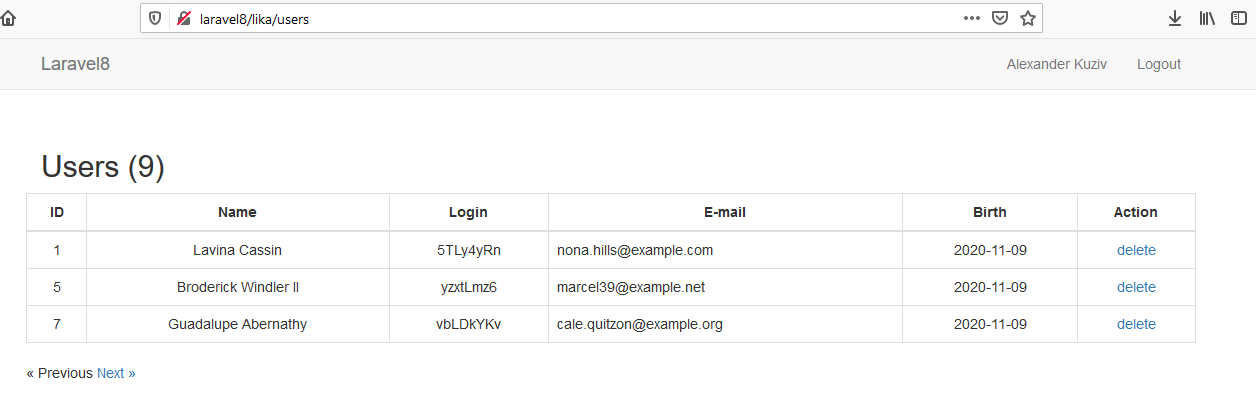 laravel8/lika/users
Laravel8 Alexander Kuziv Logout
Users (9)
ID Name Login E-mail Birth Action
1 Lavina Cassin 5TLy4yRn nona.hills@example.com 2020-11-09 delete
5 Broderick Windler II yzxtLmz6 marcel39@example.net 2020-11-09 delete
7 Guadalupe Abernathy vbLDkYKv cale.quitzon@example.org 2020-11-09 delete
« Previous Next »